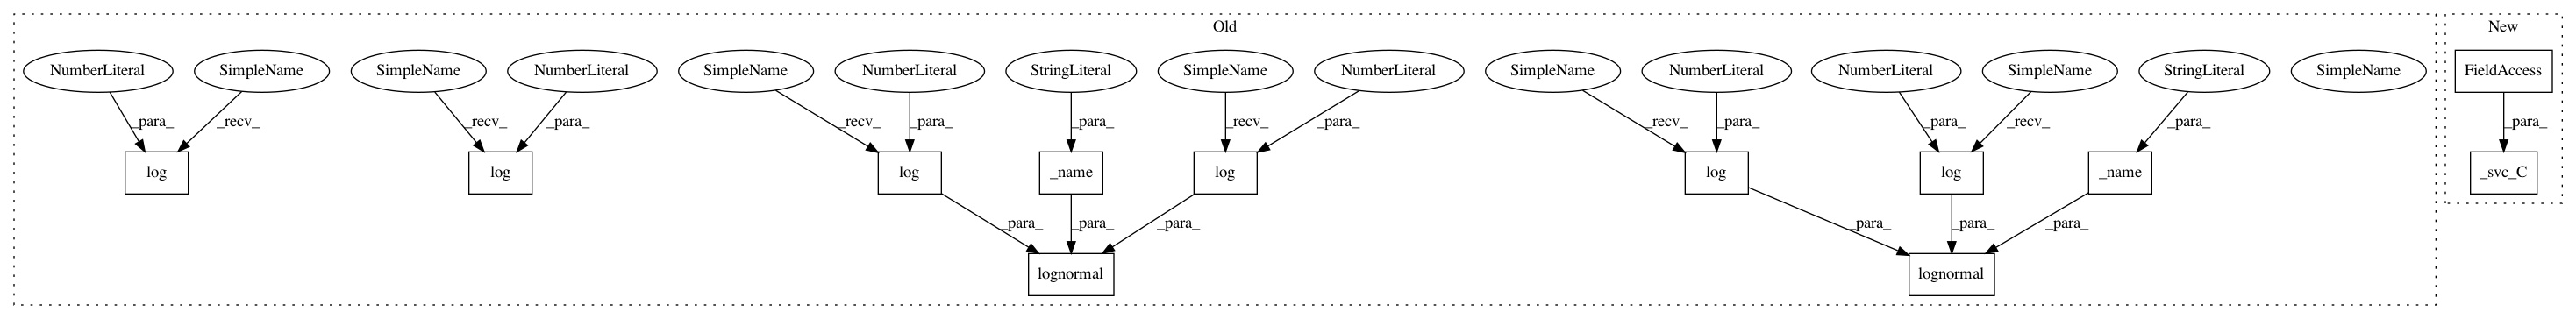 Old
New
NumberLiteral SimpleName SimpleName NumberLiteral SimpleName NumberLiteral StringLiteral SimpleName NumberLiteral SimpleName NumberLiteral NumberLiteral SimpleName StringLiteral SimpleName FieldAccess
_para_ _recv_ _recv_ _para_ _recv_ _para_ _para_ _recv_ _para_ _recv_ _para_ _para_ _recv_ _para_ _para_
log log log _name log log log _name _svc_C
_para_ _para_ _para_ _para_ _para_ _para_
lognormal lognormal